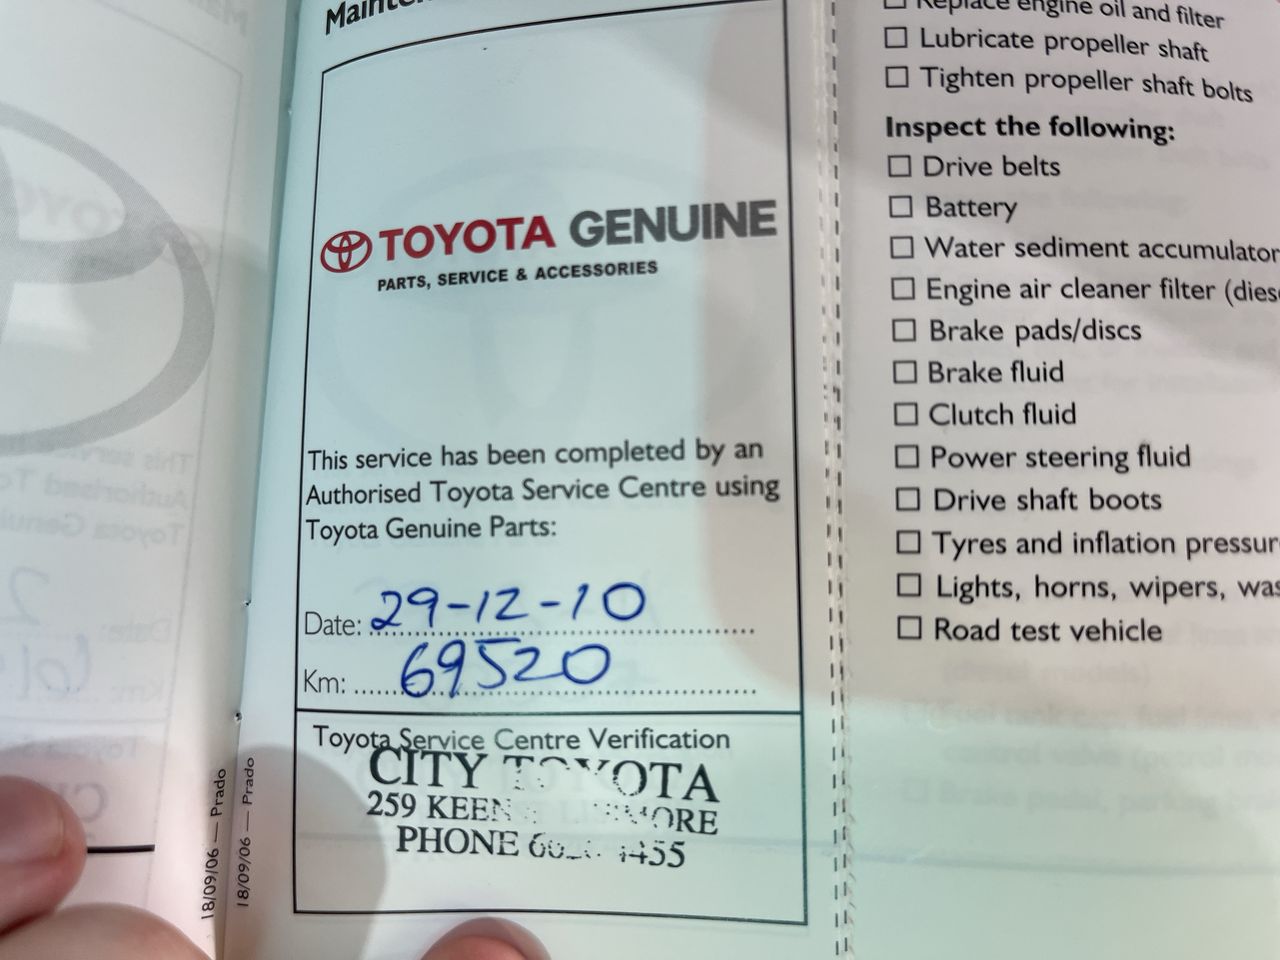 TOYOTA GENUINE
PARTS, SERVICE & ACCESSORIES
This service has been completed by an
Authorised Toyota Service Centre using
Toyota Genuine Parts:
Date: 29-12-10
Km: 69520
Toyota Service Centre Verification
CITY TOYOTA
259
PHONE
18/09/06 — Prado
18/09/06 — Prado
Replace engine oil and filter
Lubricate propeller shaft
Tighten propeller shaft bolts
Inspect the following:
Drive belts
Battery
Water sediment accumulator
Engine air cleaner filter
Brake pads/discs
Brake fluid
Clutch fluid
Power steering fluid
Drive shaft boots
Tyres and inflation
Lights, horns, wipers,
Road test vehicle